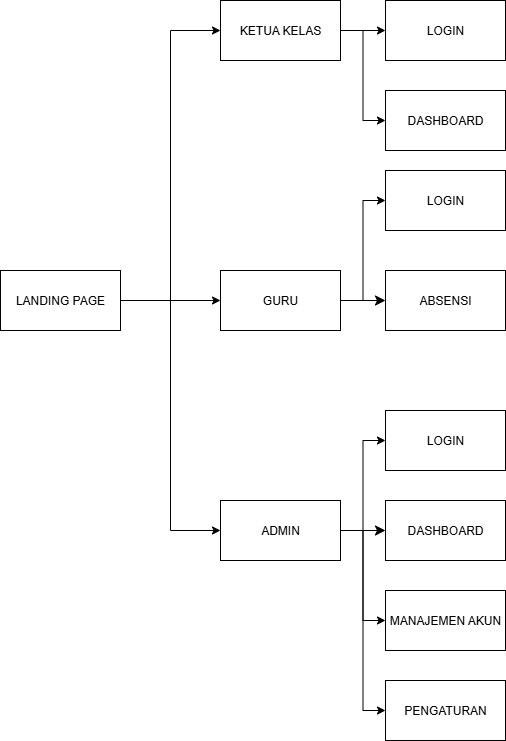 KETUA KELAS
LOGIN
DASHBOARD
LOGIN
LANDING PAGE
GURU
ABSENSI
LOGIN
ADMIN
DASHBOARD
MANAJEMEN AKUN
PENGATURAN